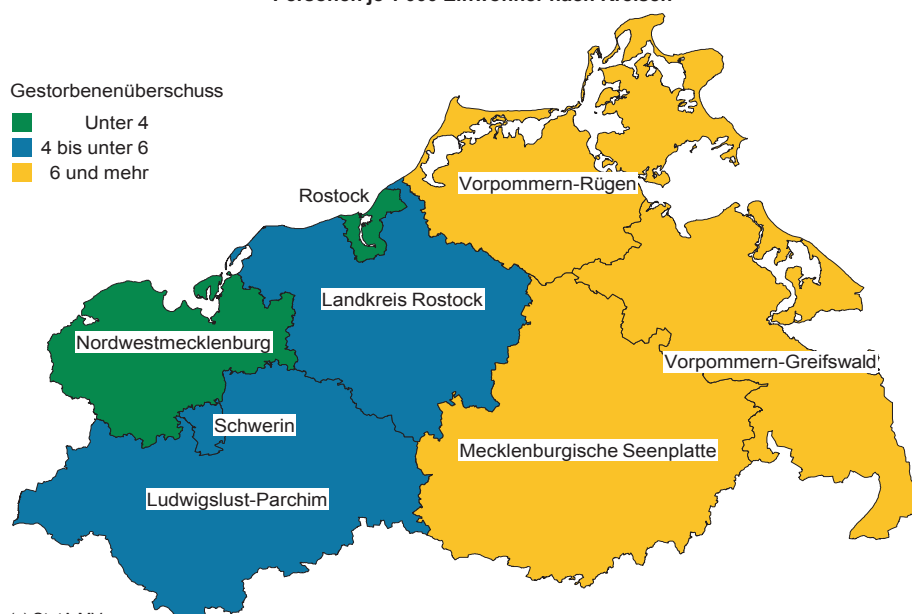 Gestorbenenüberschuss
Unter 4
4 bis unter 6
6 und mehr
Rostock
Vorpommern-Rügen
Landkreis Rostock
Nordwestmecklenburg
Vorpommern-Greifswald
Schwerin
Mecklenburgische Seenplatte
Ludwigslust-Parchim